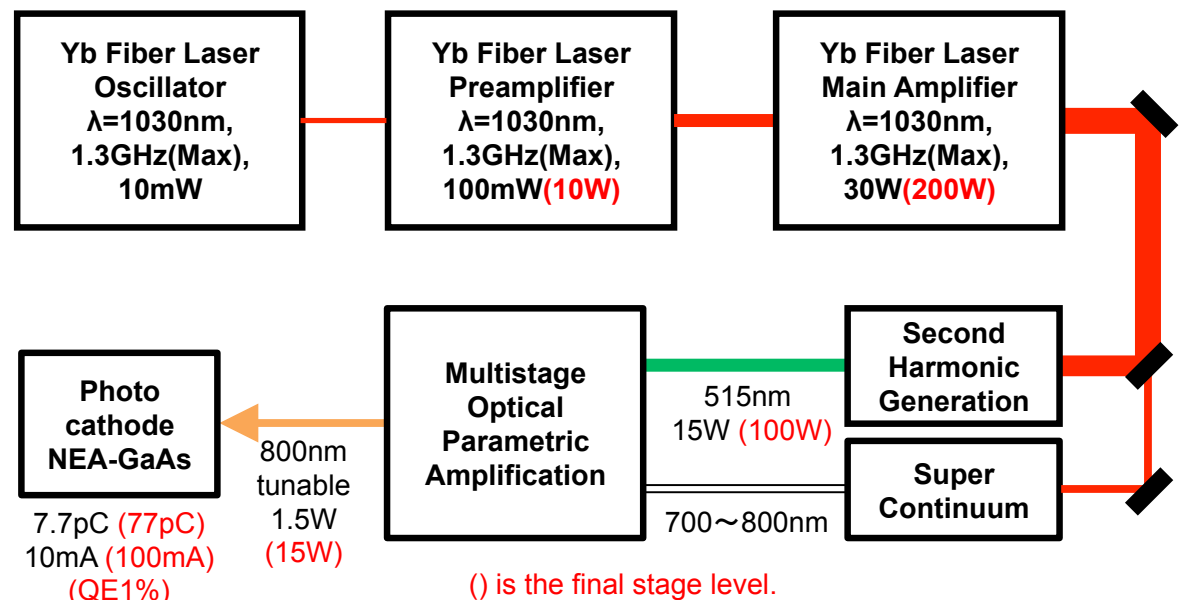 Yb Fiber Laser
Oscillator
λ=1030nm,
1.3GHz(Max),
10mW
Yb Fiber Laser
Preamplifier
λ=1030nm,
1.3GHz(Max),
100mW(10W)
Yb Fiber Laser
Main Amplifier
λ=1030nm,
1.3GHz(Max),
30W(200W)
Photo
cathode
NEA-GaAs
7.7pC (77pC)
10mA (100mA)
(QE1%)
800nm
tunable
1.5W
(15W)
Multistage
Optical
Parametric
Amplification
515nm
15W (100W)
700～800nm
Second
Harmonic
Generation
Super
Continuum
() is the final stage level.